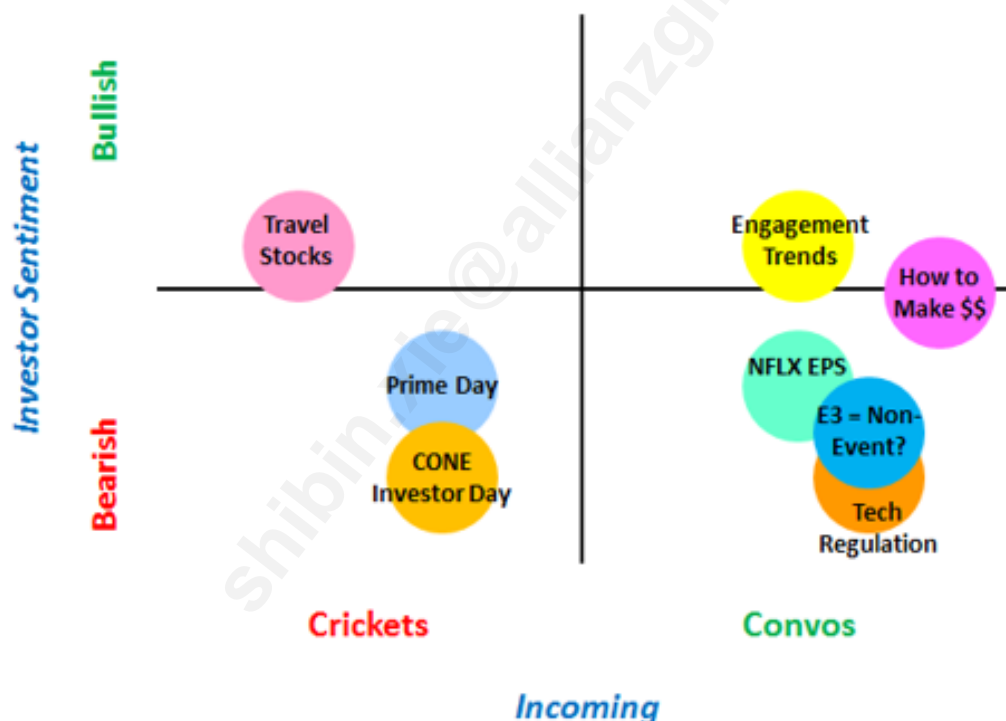 Bullish
Investor Sentiment
Bearish
Travel
Stocks
Engagement
Trends
How to
Make $$
Prime Day
NFLX EPS
E3 = Non-
Event?
CONE
Investor Day
Tech
Regulation
Crickets
Convos
Incoming